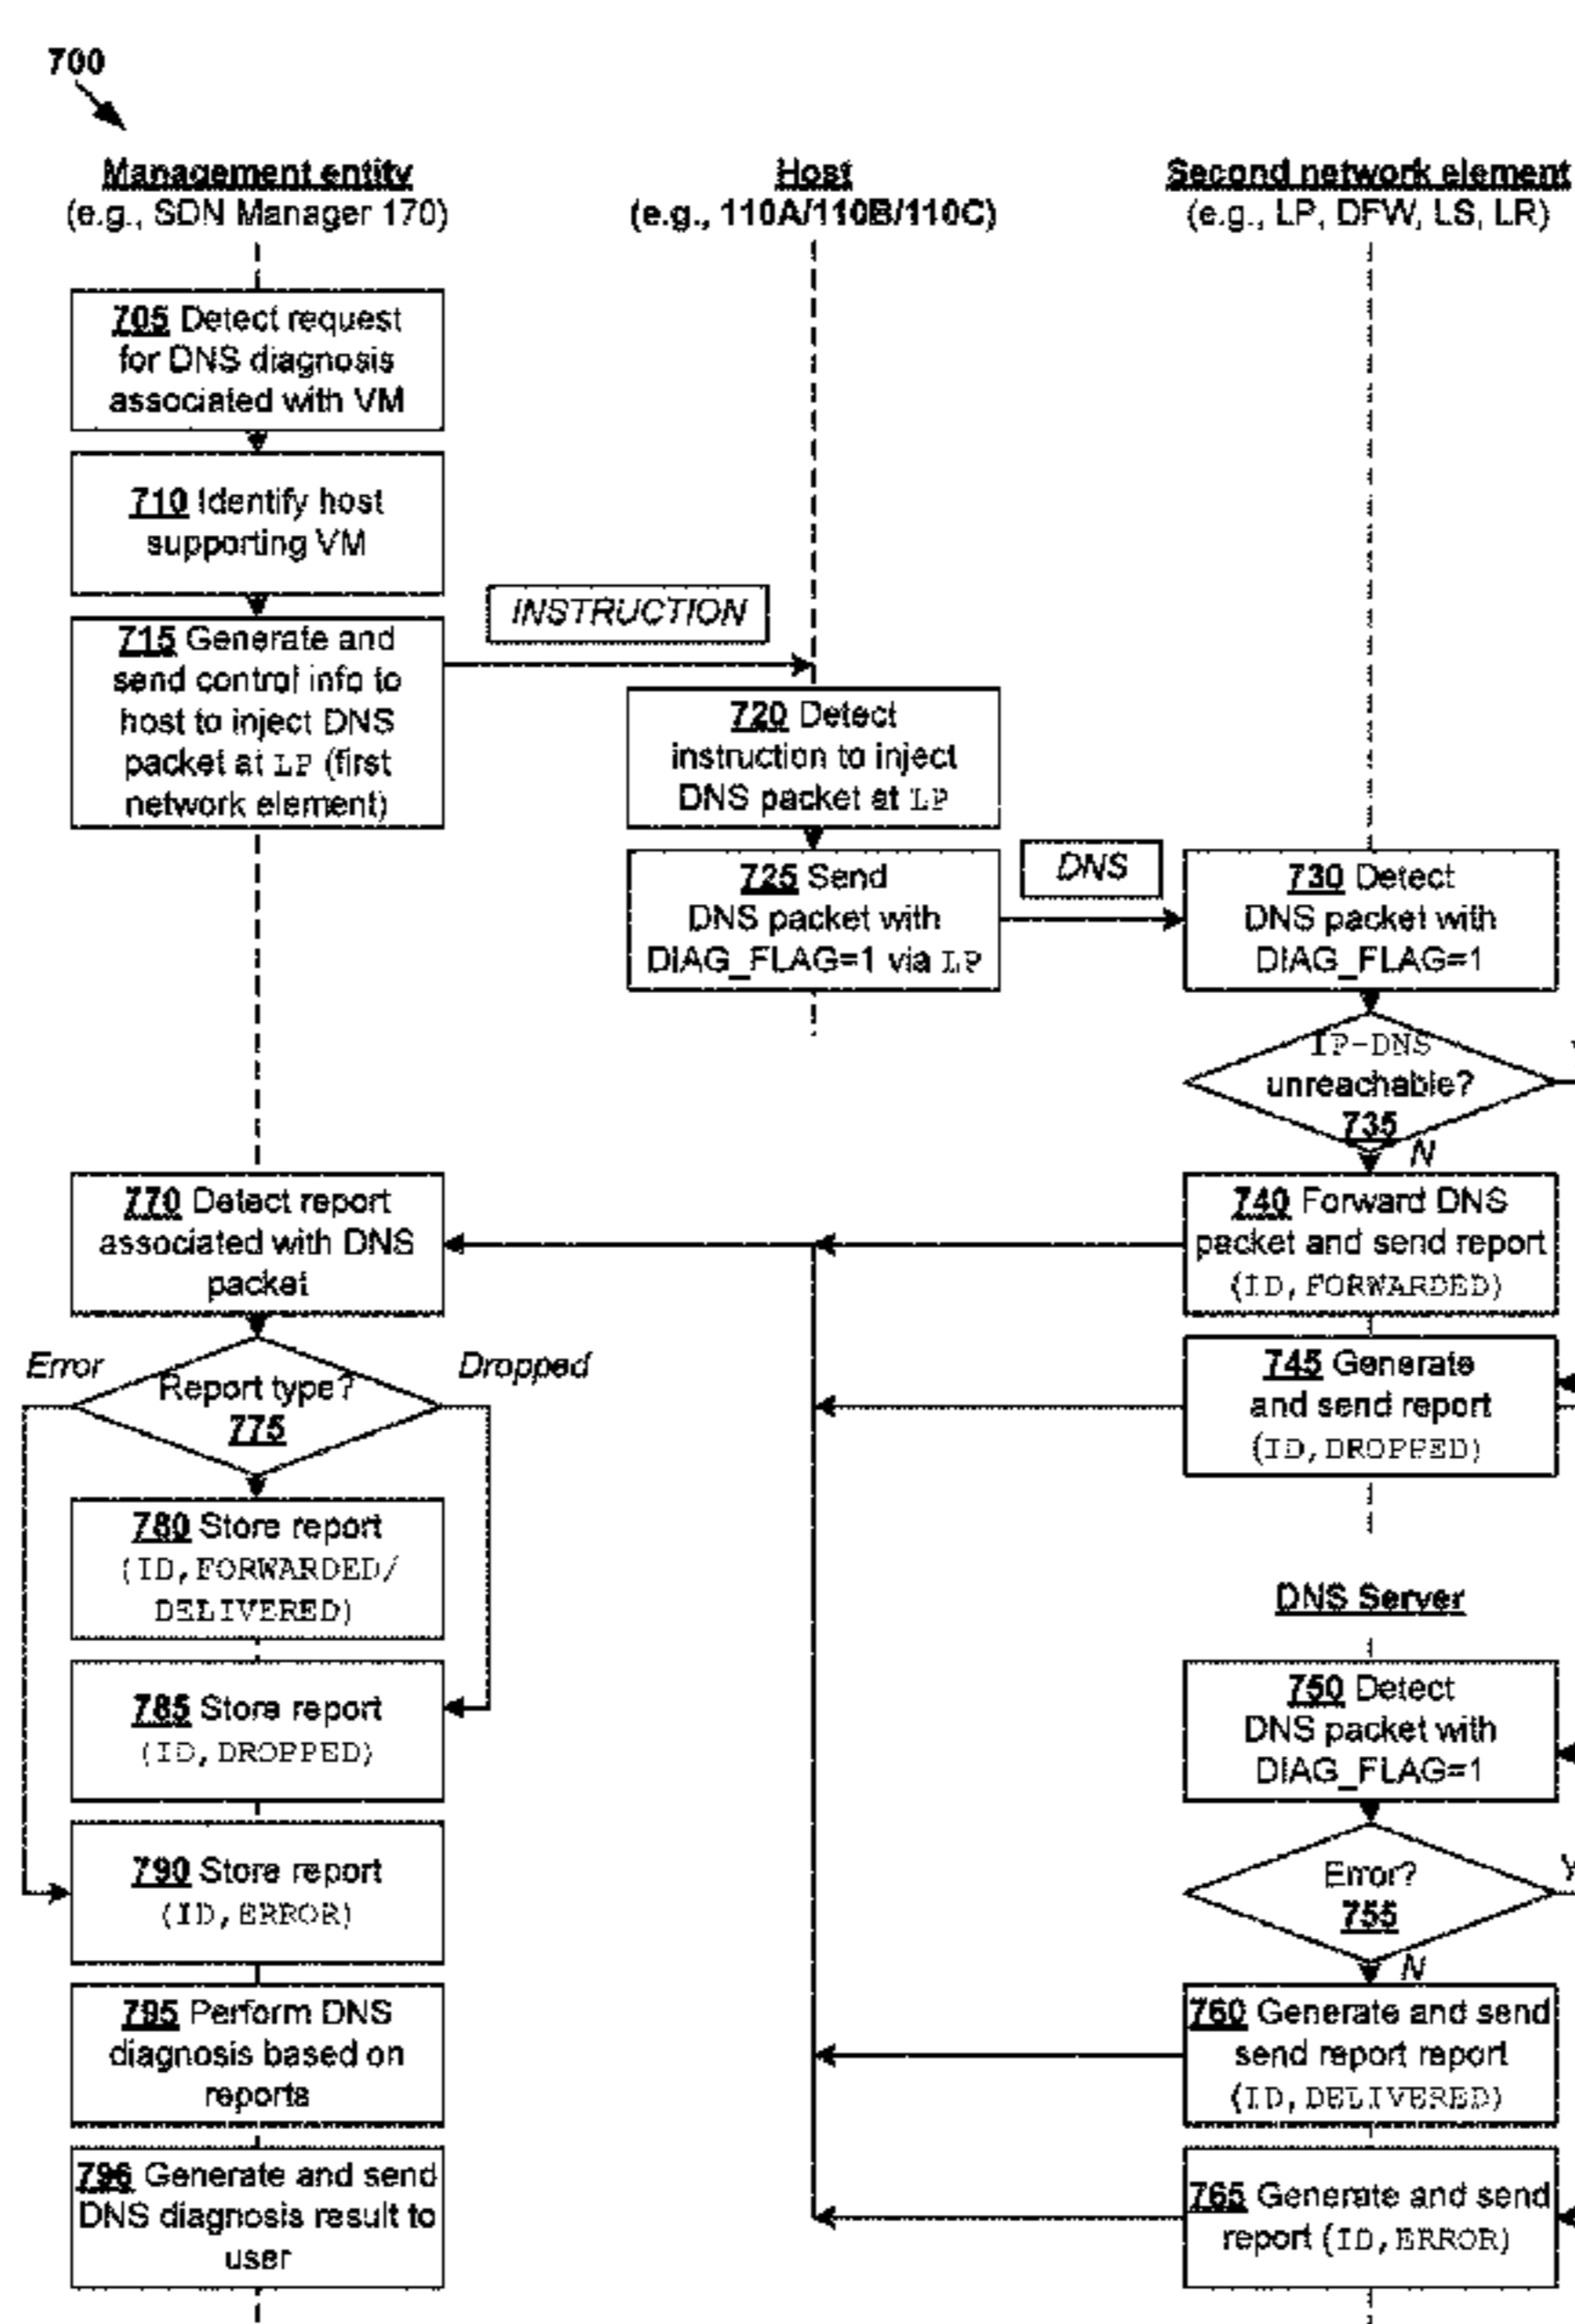 700
Management entity
(e.g., SDN Manager 170)
Host
(e.g., 110A/110B/110C)
Second network element
(e.g., LP, DFW, LS, LR)
705 Detect request
for DNS diagnosis
associated with VM
710 Identify host
supporting VM
715 Generate and
send control info to
host to inject DNS
packet at LP (first
network element)
INSTRUCTION
720 Detect
instruction to inject
DNS packet at LP
725 Send
DNS packet with
DIAG_FLAG=1 via LP
DNS
730 Detect
DNS packet with
DIAG_FLAG=1
IP-DNS
unreachable?
735
N
740 Forward DNS
packet and send report
(ID, FORWARDED)
745 Generate
and send report
(ID, DROPPED)
770 Detect report
associated with DNS
packet
Error
Dropped
Report type?
775
780 Store report
(ID, FORWARDED/
DELIVERED)
785 Store report
(ID, DROPPED)
790 Store report
(ID, ERROR)
795 Perform DNS
diagnosis based on
reports
796 Generate and send
DNS diagnosis result to
user
DNS Server
750 Detect
DNS packet with
DIAG_FLAG=1
Error?
755
N
760 Generate and send
send report report
(ID, DELIVERED)
765 Generate and send
report (ID, ERROR)